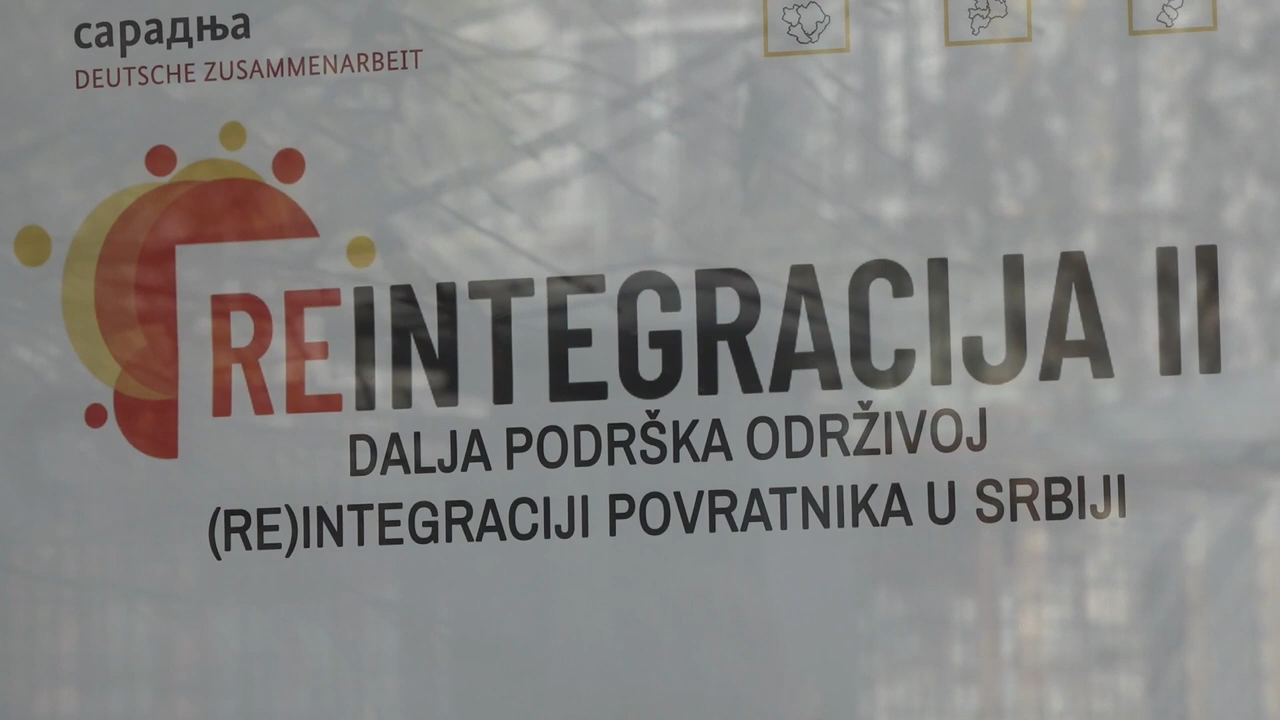 сарадња
DEUTSCHE ZUSAMMENARBEIT
REINTEGRACIJA II
DALJA PODRŠKA ODRŽIVOJ
(RE)INTEGRACIJI POVRATNIKA U SRBIJI